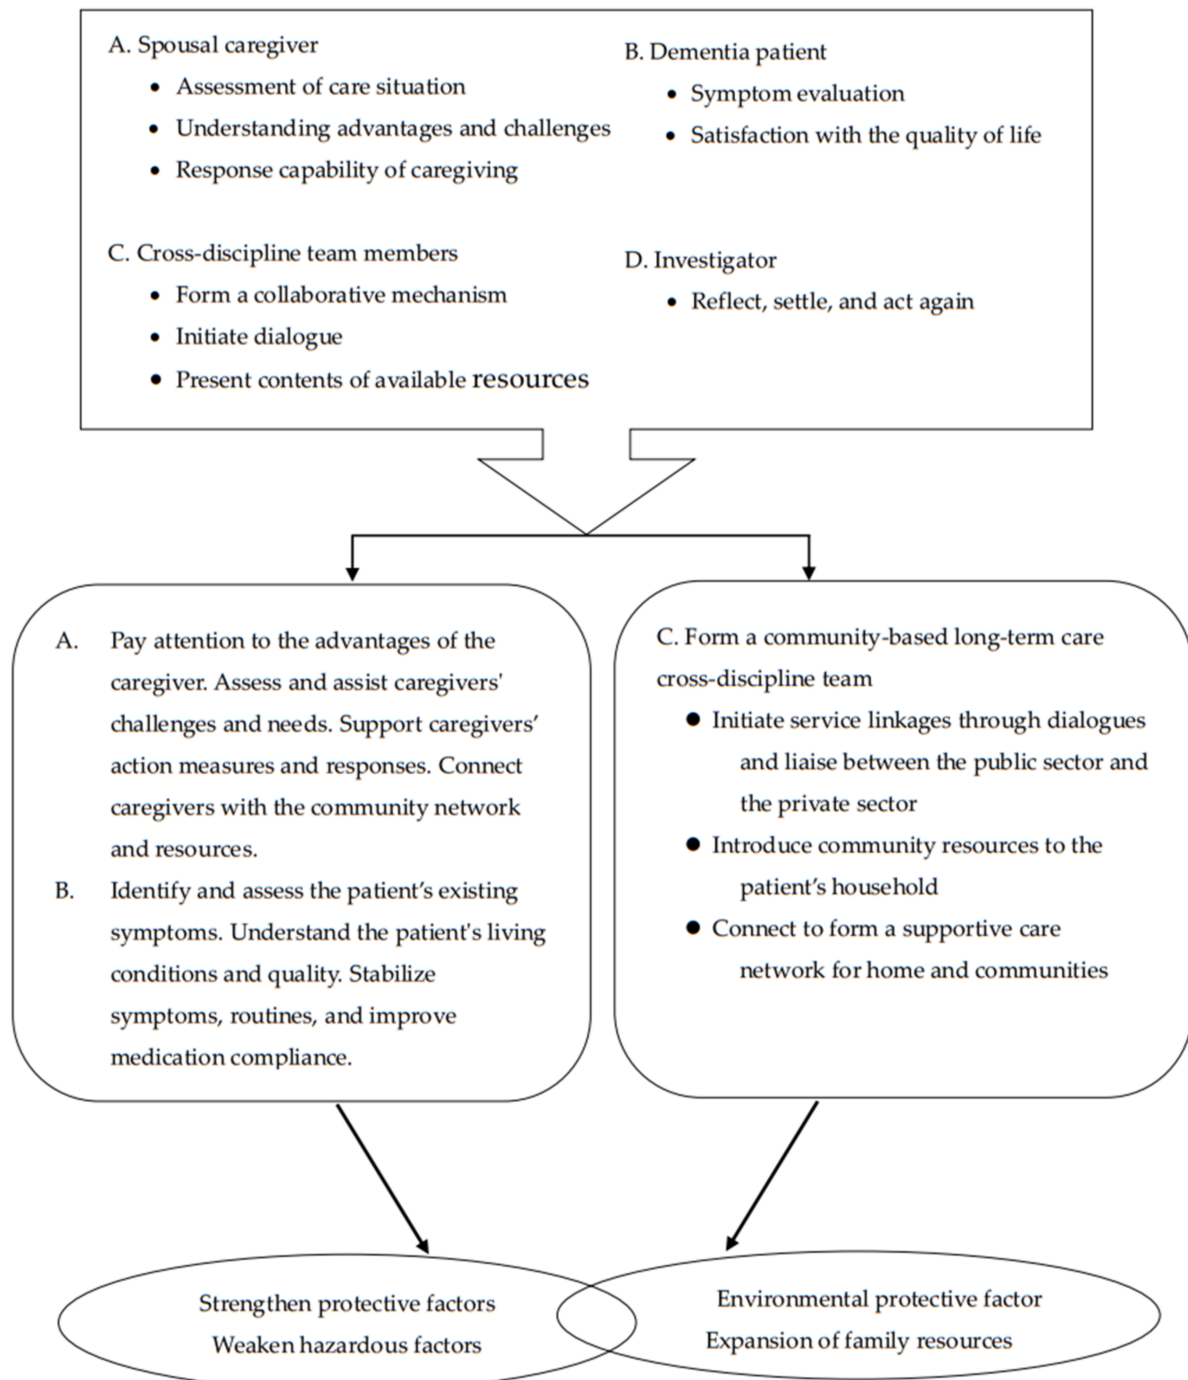 A. Spousal caregiver
• Assessment of care situation
• Understanding advantages and challenges
• Response capability of caregiving
B. Dementia patient
• Symptom evaluation
• Satisfaction with the quality of life
C. Cross-discipline team members
• Form a collaborative mechanism
• Initiate dialogue
• Present contents of available resources
D. Investigator
• Reflect, settle, and act again
A. Pay attention to the advantages of the
caregiver. Assess and assist caregivers'
challenges and needs. Support caregivers’
action measures and responses. Connect
caregivers with the community network
and resources.
B. Identify and assess the patient’s existing
symptoms. Understand the patient's living
conditions and quality. Stabilize
symptoms, routines, and improve
medication compliance.
C. Form a community-based long-term care
cross-discipline team
● Initiate service linkages through dialogues
and liaise between the public sector and
the private sector
● Introduce community resources to the
patient’s household
● Connect to form a supportive care
network for home and communities
Strengthen protective factors
Weaken hazardous factors
Environmental protective factor
Expansion of family resources